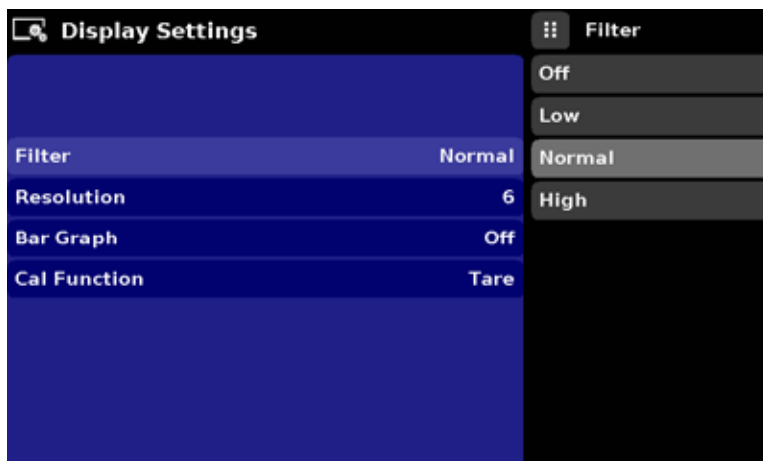 Display Settings
Filter Normal
Resolution 6
Bar Graph Off
Cal Function Tare
Filter
Off
Low
Normal
High